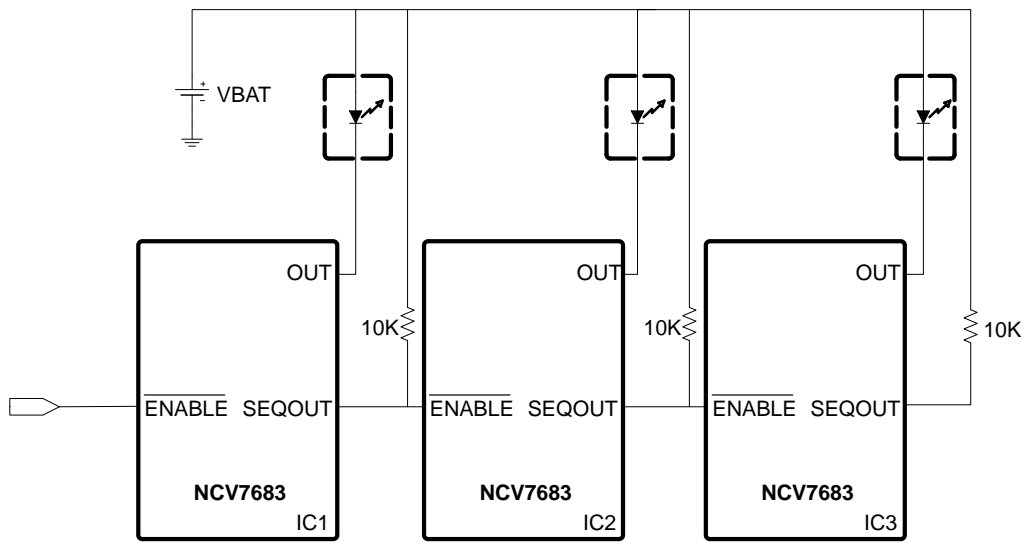 +
- VBAT
OUT
OUT
OUT
10K
10K
10K
ENABLE SEQOUT
ENABLE SEQOUT
ENABLE SEQOUT
NCV7683
NCV7683
NCV7683
IC1
IC2
IC3